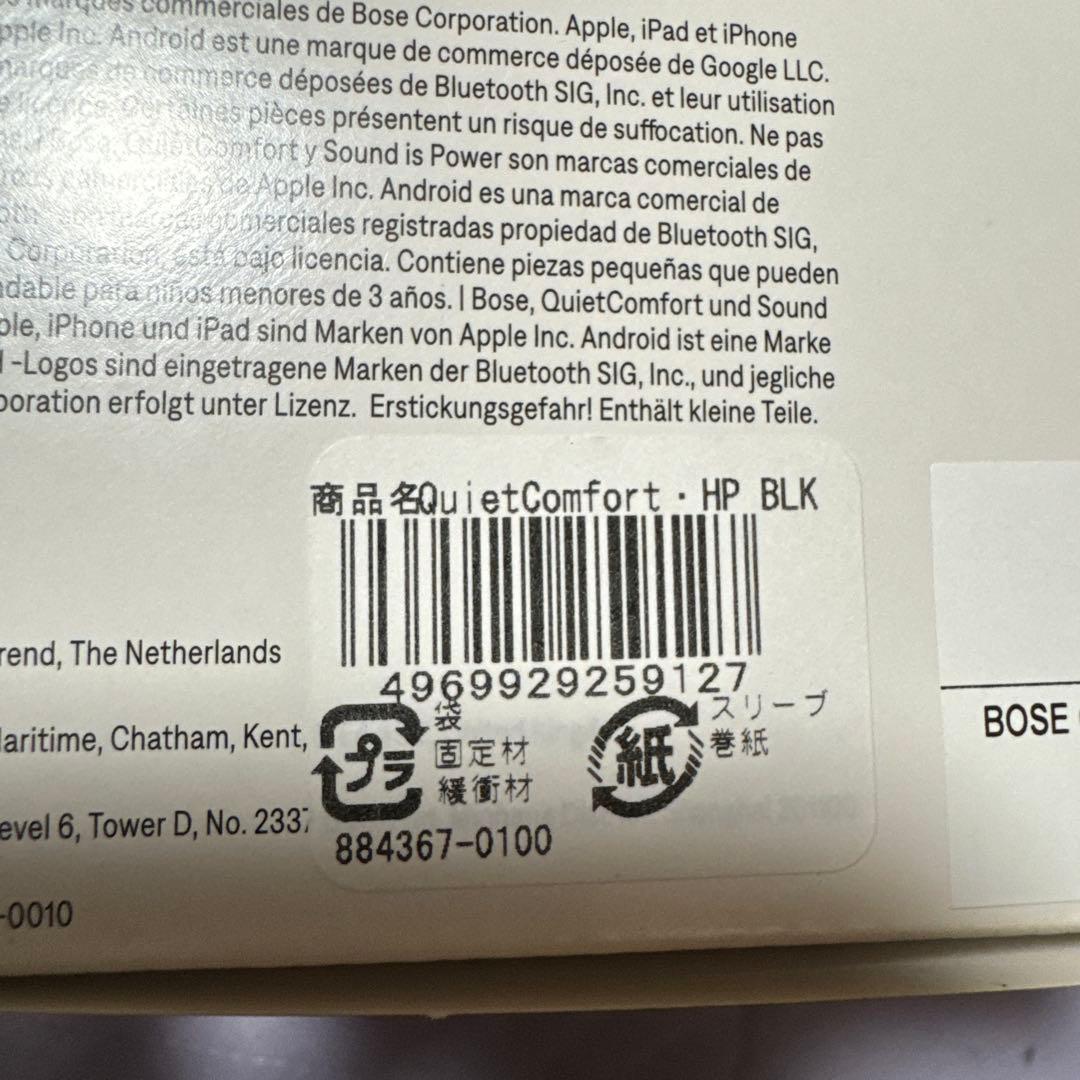 commerciales de Bose Corporation. Apple, iPad et iPhone
Apple Inc. Android est une marque de commerce déposée de Google LLC.
marques de commerce déposées de Bluetooth SIG, Inc. et leur utilisation
licence. Certaines pièces présentent un risque de suffocation. Ne pas
QuietComfort y Sound is Power son marcas comerciales de
de Apple Inc. Android es una marca comercial de
comerciales registradas propiedad de Bluetooth SIG,
Corporation, está bajo licencia. Contiene piezas pequeñas que pueden
para niños menores de 3 años. | Bose, QuietComfort und Sound
iPhone und iPad sind Marken von Apple Inc. Android ist eine Marke
-Logos sind eingetragene Marken der Bluetooth SIG, Inc., und jegliche
erfolgt unter Lizenz. Erstickungsgefahr! Enthält kleine Teile.
商品名QuietComfort・HP BLK
4969929259127
プラ
袋
固定材
緩衝材
紙
スリーブ
巻紙
884367-0100
The Netherlands
Maritime, Chatham, Kent,
Level 6, Tower D, No. 2337
-0010
BOSE